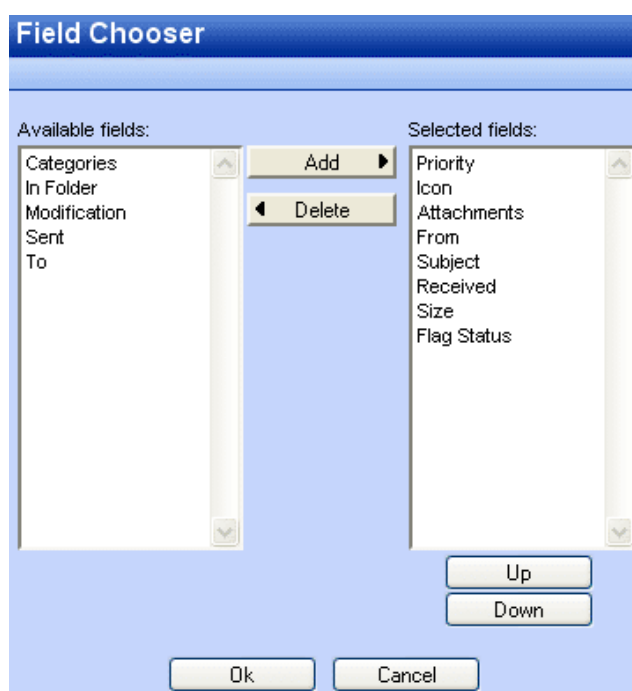 Field Chooser
Available fields:
Categories
In Folder
Modification
Sent
To
Add
Delete
Selected fields:
Priority
Icon
Attachments
From
Subject
Received
Size
Flag Status
Up
Down
Ok
Cancel